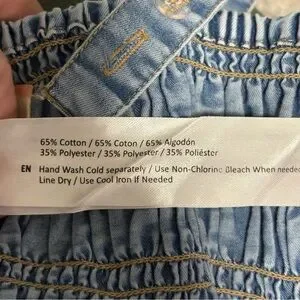 65% Cotton / 65% Coton / 65% Algodón
35% Polyester / 35% Polyester / 35% Poliéster
EN Hand Wash Cold separately / Use Non-Chlorine Bleach When needed
Line Dry / Use Cool Iron If Needed